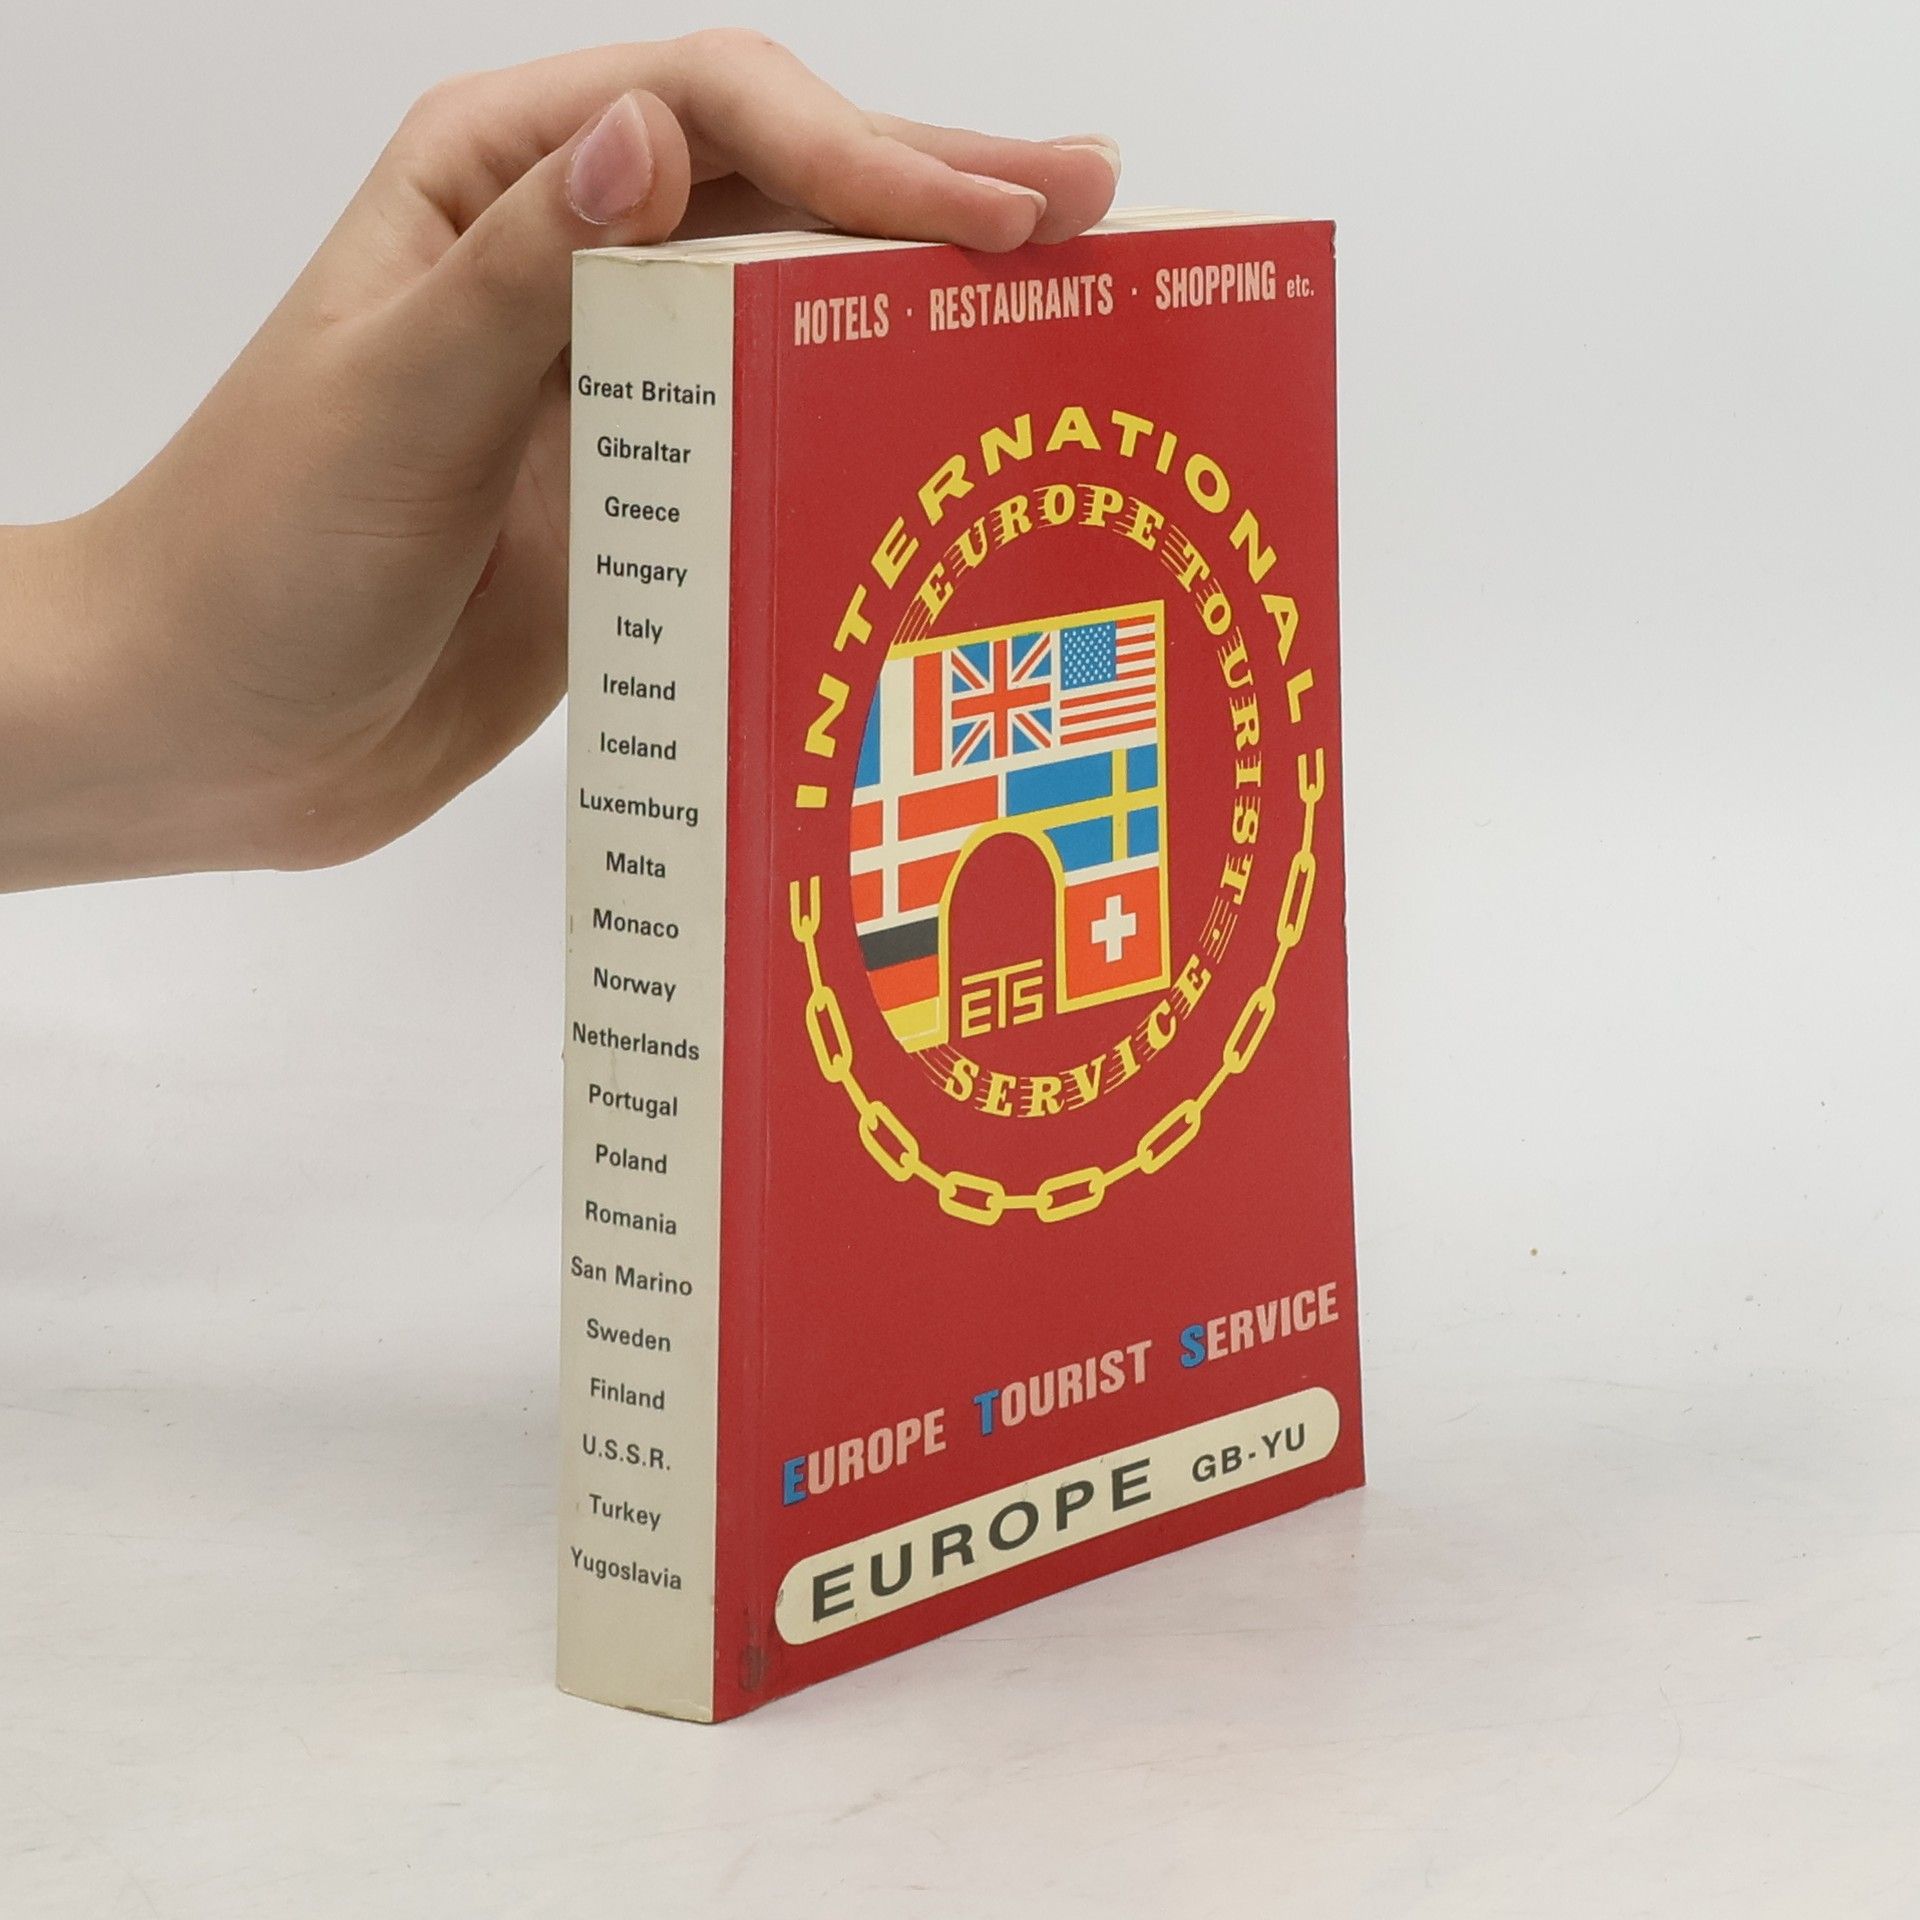 Great Britain
Gibraltar
Greece
Hungary
Italy
Ireland
Iceland
Luxemburg
Malta
Monaco
Norway
Netherlands
Portugal
Poland
Romania
San Marino
Sweden
Finland
U.S.S.R.
Turkey
Yugoslavia
HOTELS · RESTAURANTS · SHOPPING etc.
INTERNATIONAL
EUROPE TOURIST · SERVICE
ETS
EUROPE TOURIST SERVICE
EUROPE GB-YU